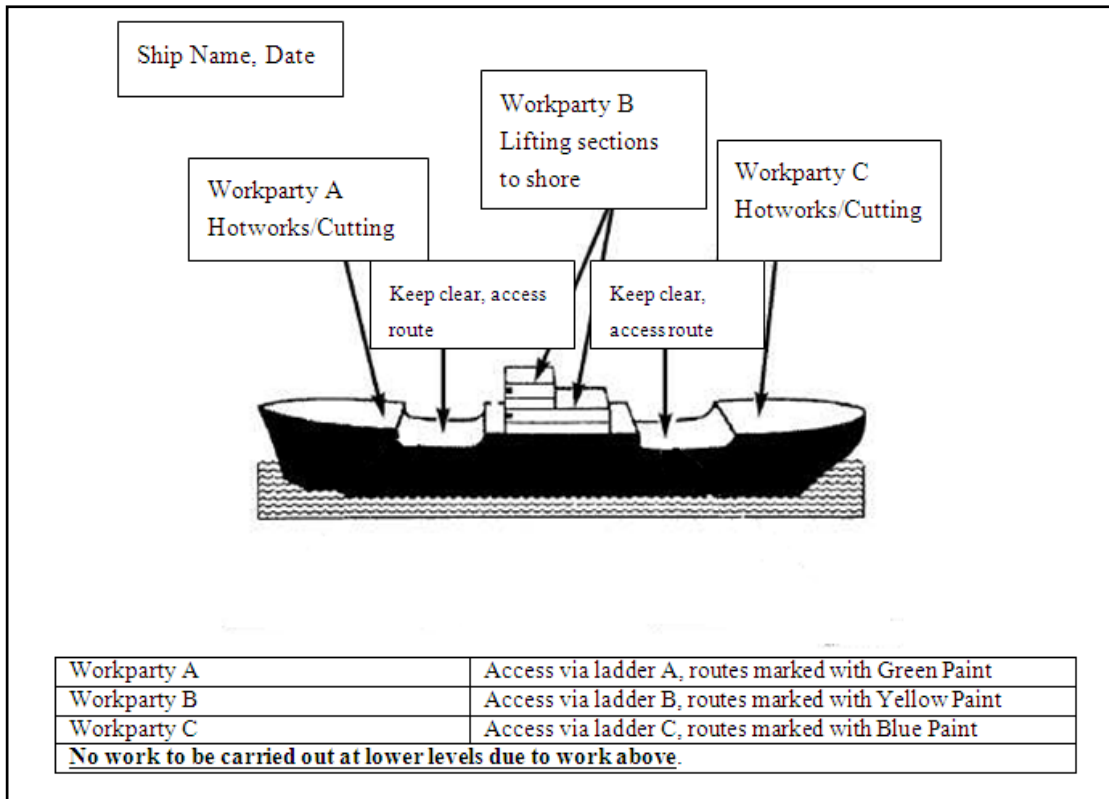 Ship Name, Date
Workparty B
Lifting sections
to shore
Workparty A
Hotworks/Cutting
Workparty C
Hotworks/Cutting
Keep clear, access
route
Keep clear,
access route
Workparty A Access via ladder A, routes marked with Green Paint
Workparty B Access via ladder B, routes marked with Yellow Paint
Workparty C Access via ladder C, routes marked with Blue Paint
No work to be carried out at lower levels due to work above.